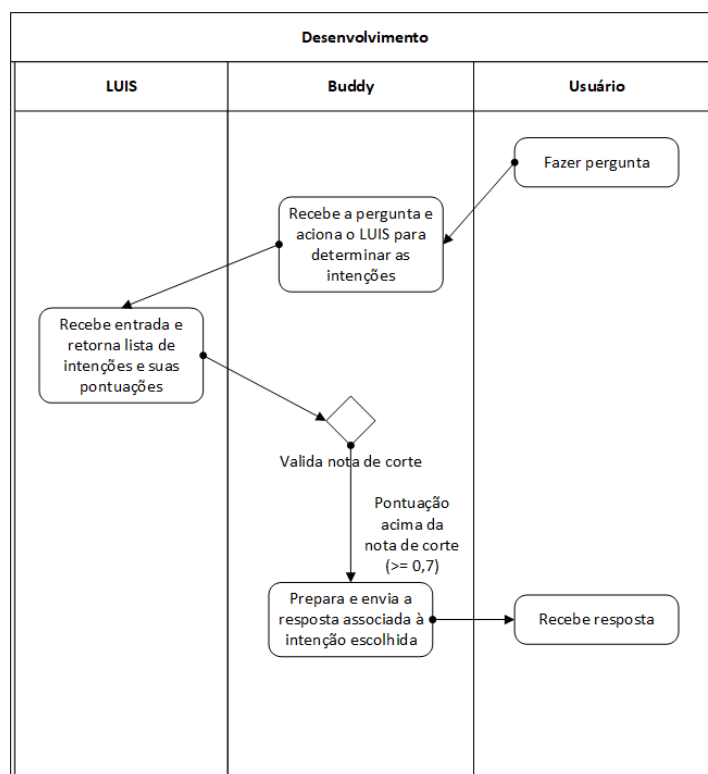 Desenvolvimento
LUIS
Buddy
Usuário
Fazer pergunta
Recebe a pergunta e
aciona o LUIS para
determinar as
intenções
Recebe entrada e
retorna lista de
intenções e suas
pontuações
Valida nota de corte
Pontuação
acima da
nota de corte
(>= 0,7)
Prepara e envia a
resposta associada à
intenção escolhida
Recebe resposta